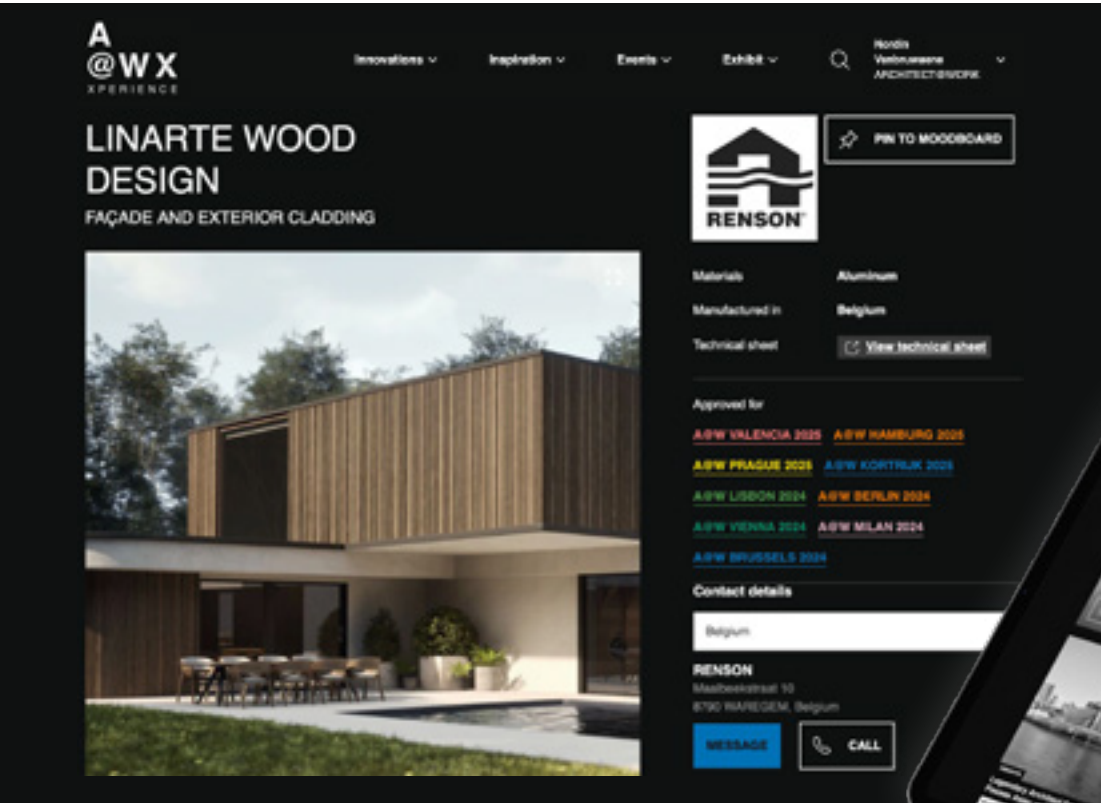 A
@WX
XPERIENCE
Innovations
Inspiration
Events
Exhibit
Nordin
Vanbruwaene
ARCHITECT@WORK
LINARTE WOOD
DESIGN
FAÇADE AND EXTERIOR CLADDING
RENSON
PIN TO MOODBOARD
Materials Aluminum
Manufactured in Belgium
Technical sheet View technical sheet
Approved for
A@W VALENCIA 2025 A@W HAMBURG 2025
A@W PRAGUE 2025 A@W KORTRIJK 2025
A@W LISBON 2024 A@W BERLIN 2024
A@W VIENNA 2024 A@W MILAN 2024
A@W BRUSSELS 2024
Contact details
Belgium
RENSON
Maalbeekstraat 10
8790 WAREGEM, Belgium
MESSAGE
CALL